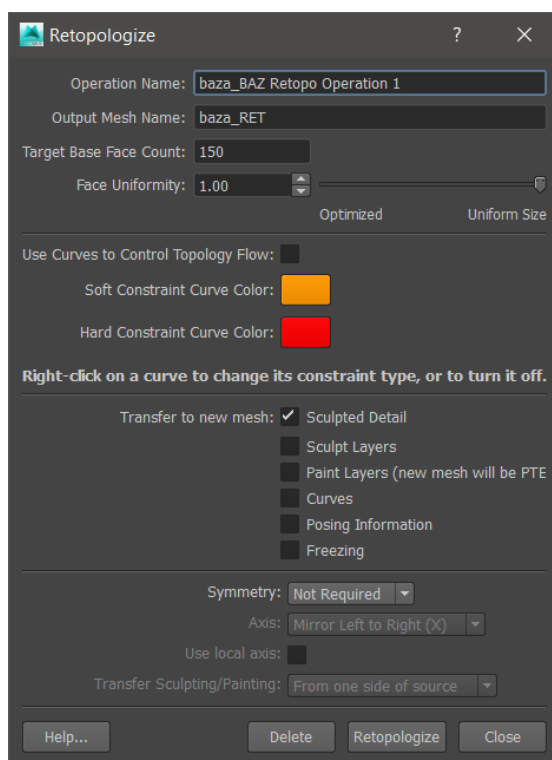 Retopologize ?
Operation Name: baza_BAZ Retopo Operation 1
Output Mesh Name: baza_RET
Target Base Face Count: 150
Face Uniformity: 1.00
Optimized Uniform Size
Use Curves to Control Topology Flow:
Soft Constraint Curve Color:
Hard Constraint Curve Color:
Right-click on a curve to change its constraint type, or to turn it off.
Transfer to new mesh: Sculpted Detail
Sculpt Layers
Paint Layers (new mesh will be PTE
Curves
Posing Information
Freezing
Symmetry: Not Required
Axis: Mirror Left to Right (X)
Use local axis:
Transfer Sculpting/Painting: From one side of source
Help... Delete Retopologize Close